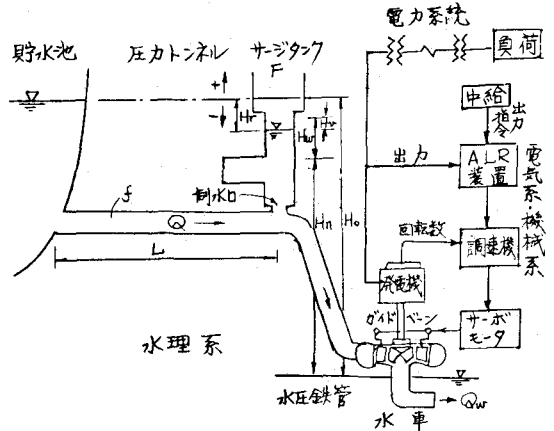 電力系統
負荷
貯水池
圧力トンネル
サージタンク
F
+
-
Hr
Hw
Hv
中給
指令
出力
出力
ALR
装置
電気系・機械系
制水口
f
Q
L
Hn
Ho
回転数
調速機
発電機
ガイド
ベーン
サーボ
モータ
水理系
水圧鉄管
水車
Qw